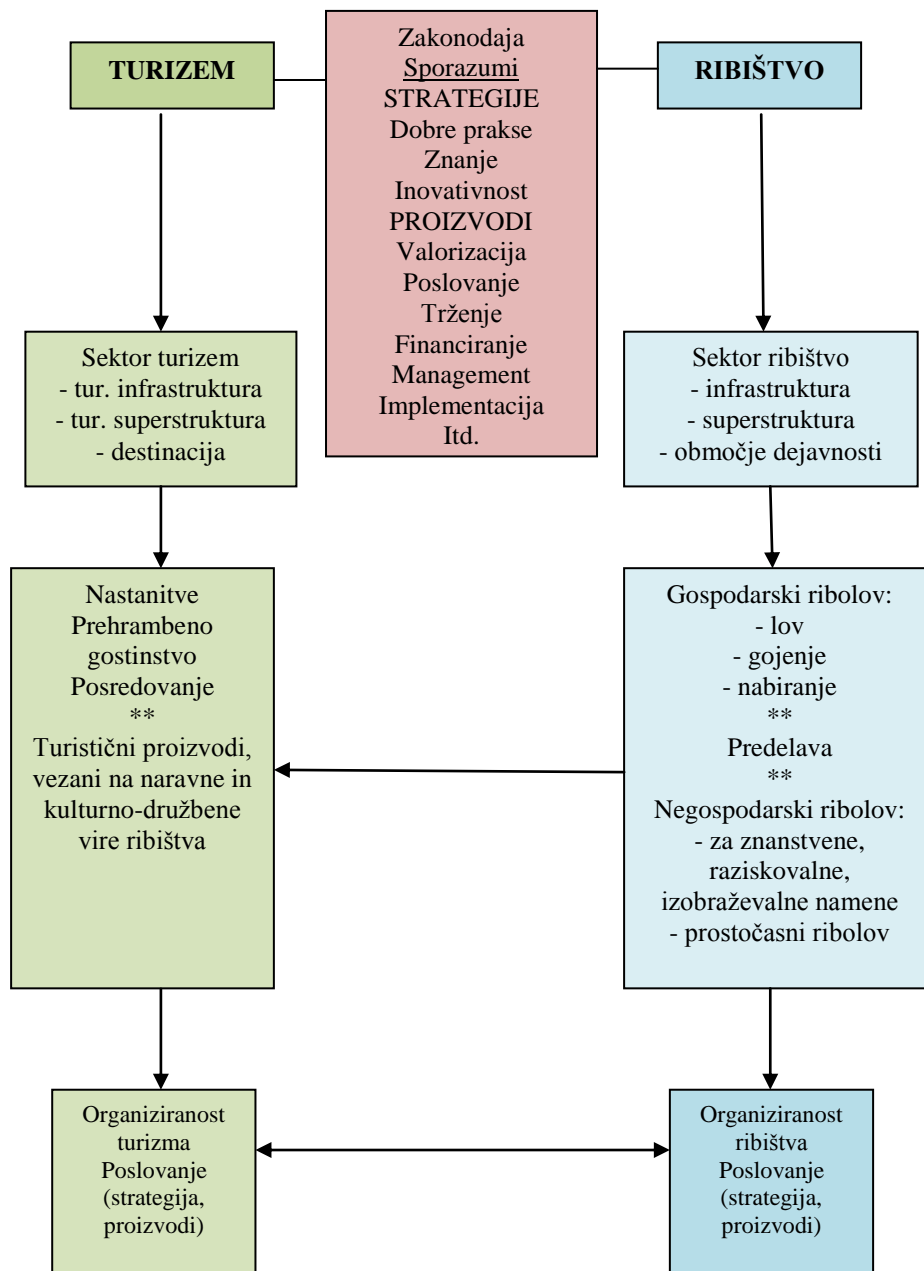 TURIZEM
Zakonodaja
Sporazumi
STRATEGIJE
Dobre prakse
Znanje
Inovativnost
PROIZVODI
Valorizacija
Poslovanje
Trženje
Financiranje
Management
Implementacija
Itd.
RIBIŠTVO
Sektor turizem
- tur. infrastruktura
- tur. superstruktura
- destinacija
Sektor ribištvo
- infrastruktura
- superstruktura
- območje dejavnosti
Nastanitve
Prehrambeno
gostinstvo
Posredovanje
**
Turistični proizvodi,
vezani na naravne in
kulturno-družbene
vire ribištva
Gospodarski ribolov:
- lov
- gojenje
- nabiranje
**
Predelava
**
Negospodarski ribolov:
- za znanstvene,
raziskovalne,
izobraževalne namene
- prostočasni ribolov
Organiziranost
turizma
Poslovanje
(strategija,
proizvodi)
Organiziranost
ribištva
Poslovanje
(strategija,
proizvodi)